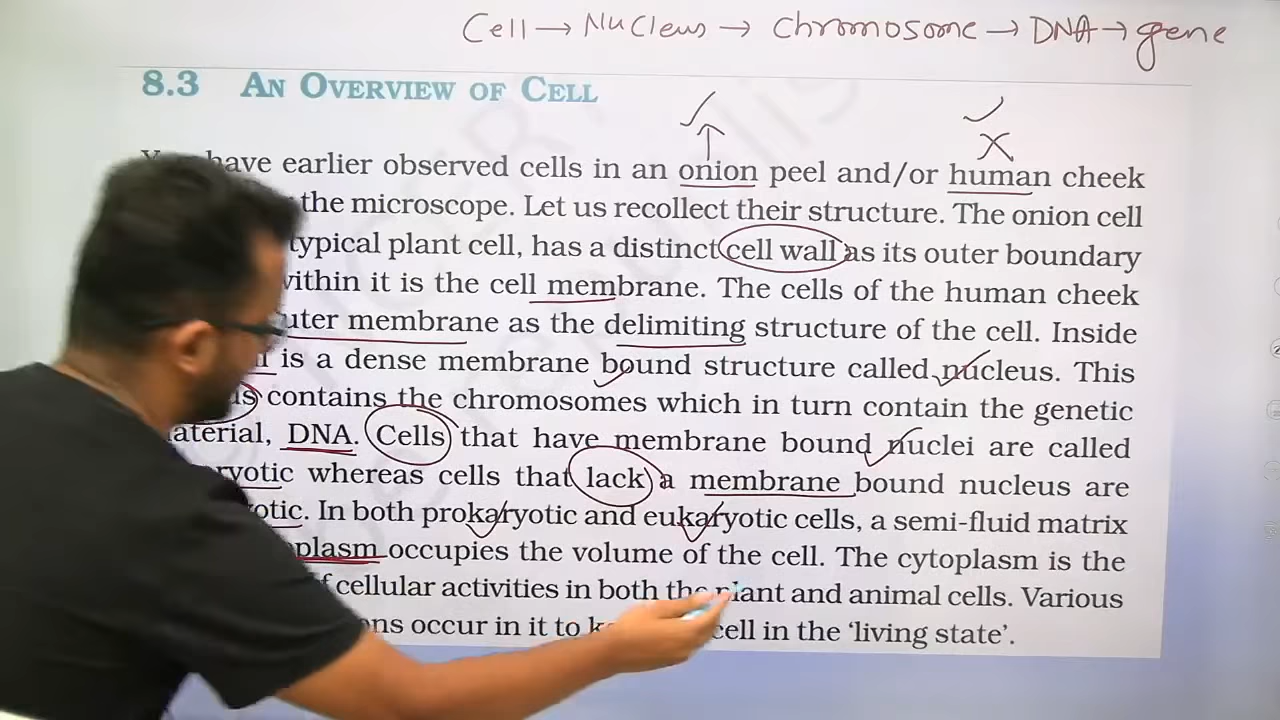 Cell → Nucleus → Chromosome → DNA → gene
8.3 AN OVERVIEW OF CELL
have earlier observed cells in an onion peel and/or human cheek
the microscope. Let us recollect their structure. The onion cell
typical plant cell, has a distinct cell wall as its outer boundary
within it is the cell membrane. The cells of the human cheek
outer membrane as the delimiting structure of the cell. Inside
is a dense membrane bound structure called nucleus. This
contains the chromosomes which in turn contain the genetic
material, DNA. Cells that have membrane bound nuclei are called
whereas cells that lack a membrane bound nucleus are
In both prokaryotic and eukaryotic cells, a semi-fluid matrix
occupies the volume of the cell. The cytoplasm is the
of cellular activities in both the plant and animal cells. Various
occur in it to cell in the ‘living state’.